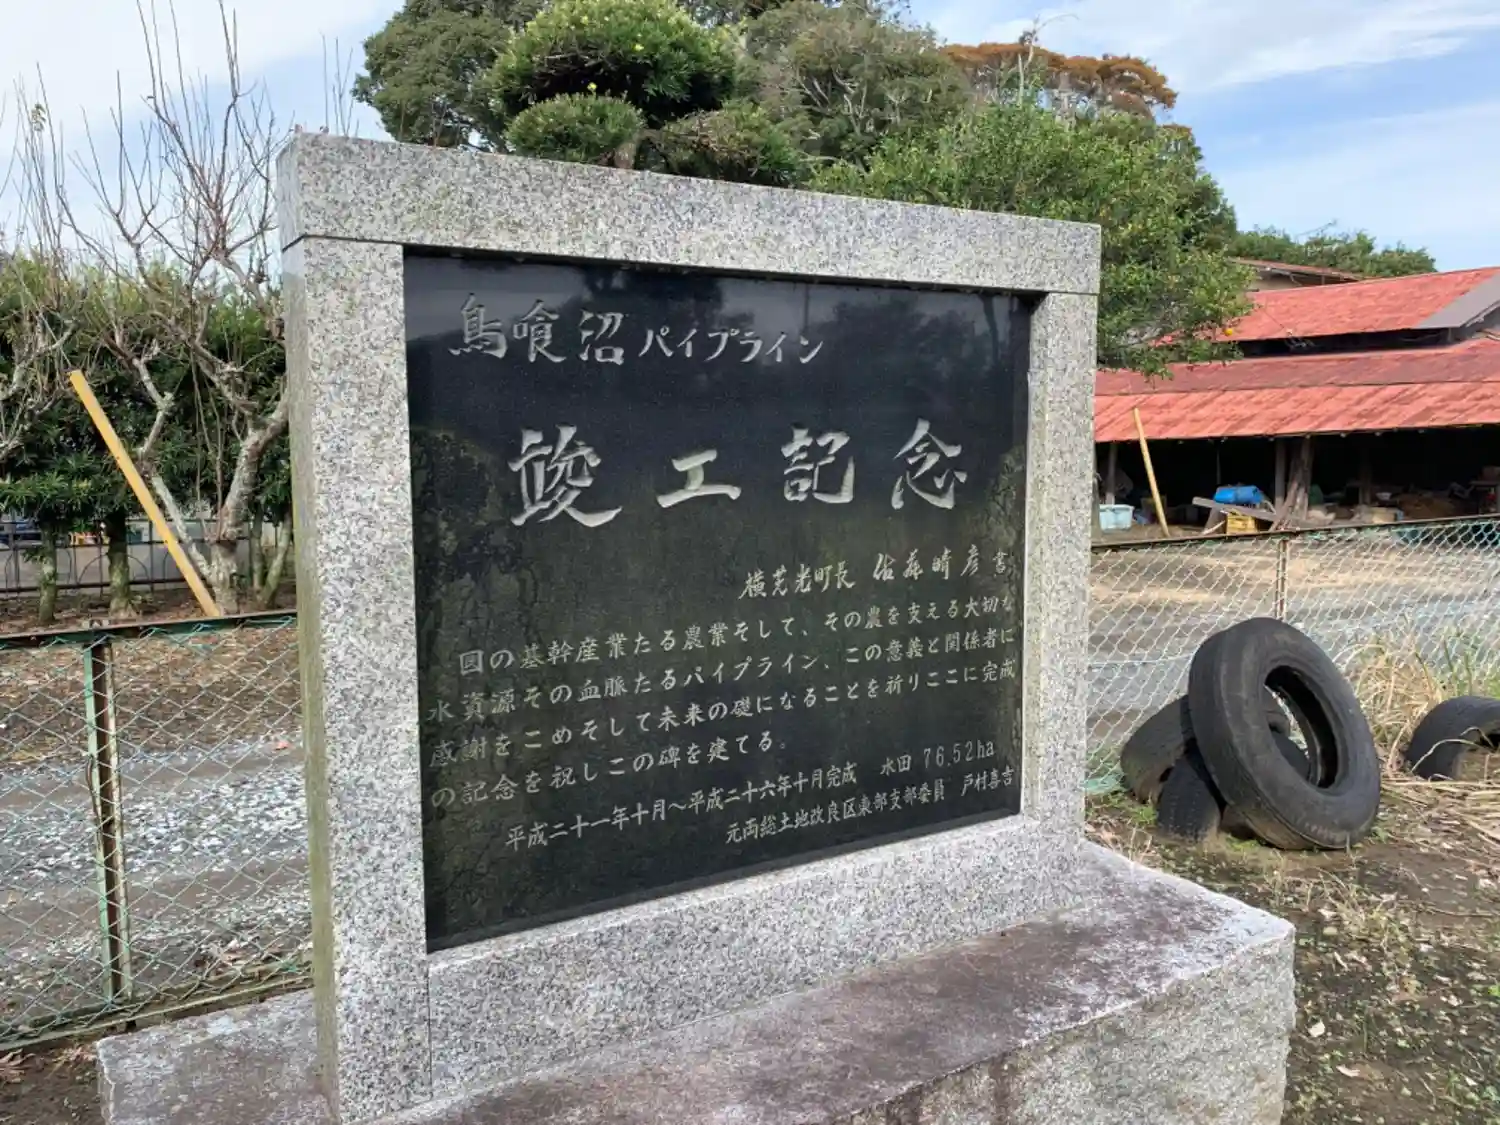 鳥喰沼パイプライン
竣工記念
横芝光町長 佐藤晴彦 書
国の基幹産業たる農業そして、その農を支える大切な
水資源その血脈たるパイプライン、この意義と関係者に
感謝をこめそして未来の礎になることを祈りここに完成
の記念を祝しこの碑を建てる。
平成二十一年十月~平成二十六年十月完成 水田 76.52ha
元両総土地改良区東部支部委員 戸村喜吉